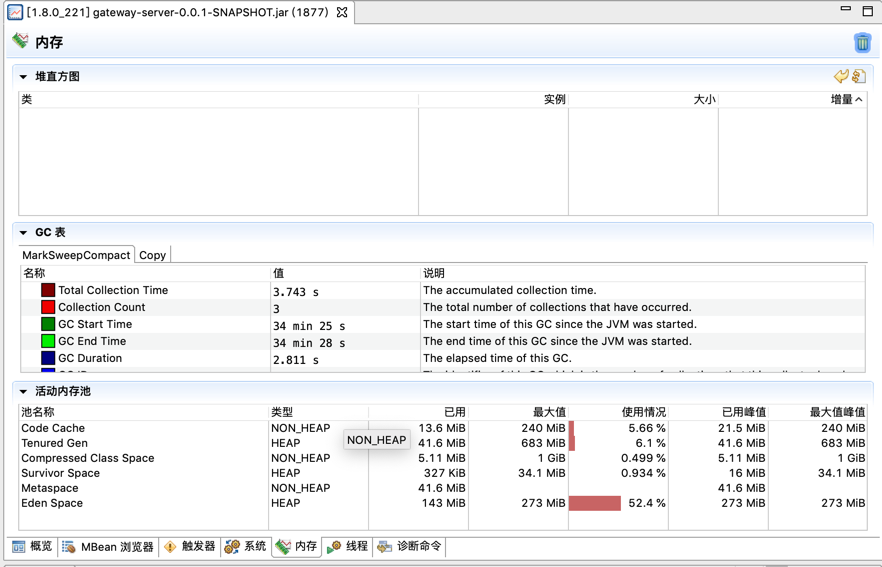 [1.8.0_221] gateway-server-0.0.1-SNAPSHOT.jar (1877)
内存
堆直方图
类 实例 大小 增量
GC 表
MarkSweepCompact Copy
名称 值 说明
Total Collection Time 3.743 s The accumulated collection time.
Collection Count 3 The total number of collections that have occurred.
GC Start Time 34 min 25 s The start time of this GC since the JVM was started.
GC End Time 34 min 28 s The end time of this GC since the JVM was started.
GC Duration 2.811 s The elapsed time of this GC.
活动内存池
池名称 类型 已用 最大值 使用情况 已用峰值 最大值峰值
Code Cache NON_HEAP 13.6 MiB 240 MiB 5.66 % 21.5 MiB 240 MiB
Tenured Gen HEAP 41.6 MiB 683 MiB 6.1 % 41.6 MiB 683 MiB
NON_HEAP
Compressed Class Space NON_HEAP 5.11 MiB 1 GiB 0.499 % 5.11 MiB 1 GiB
Survivor Space HEAP 327 KiB 34.1 MiB 0.934 % 16 MiB 34.1 MiB
Metaspace NON_HEAP 41.6 MiB 41.6 MiB
Eden Space HEAP 143 MiB 273 MiB 52.4 % 273 MiB 273 MiB
概览 MBean 浏览器 触发器 系统 内存 线程 诊断命令